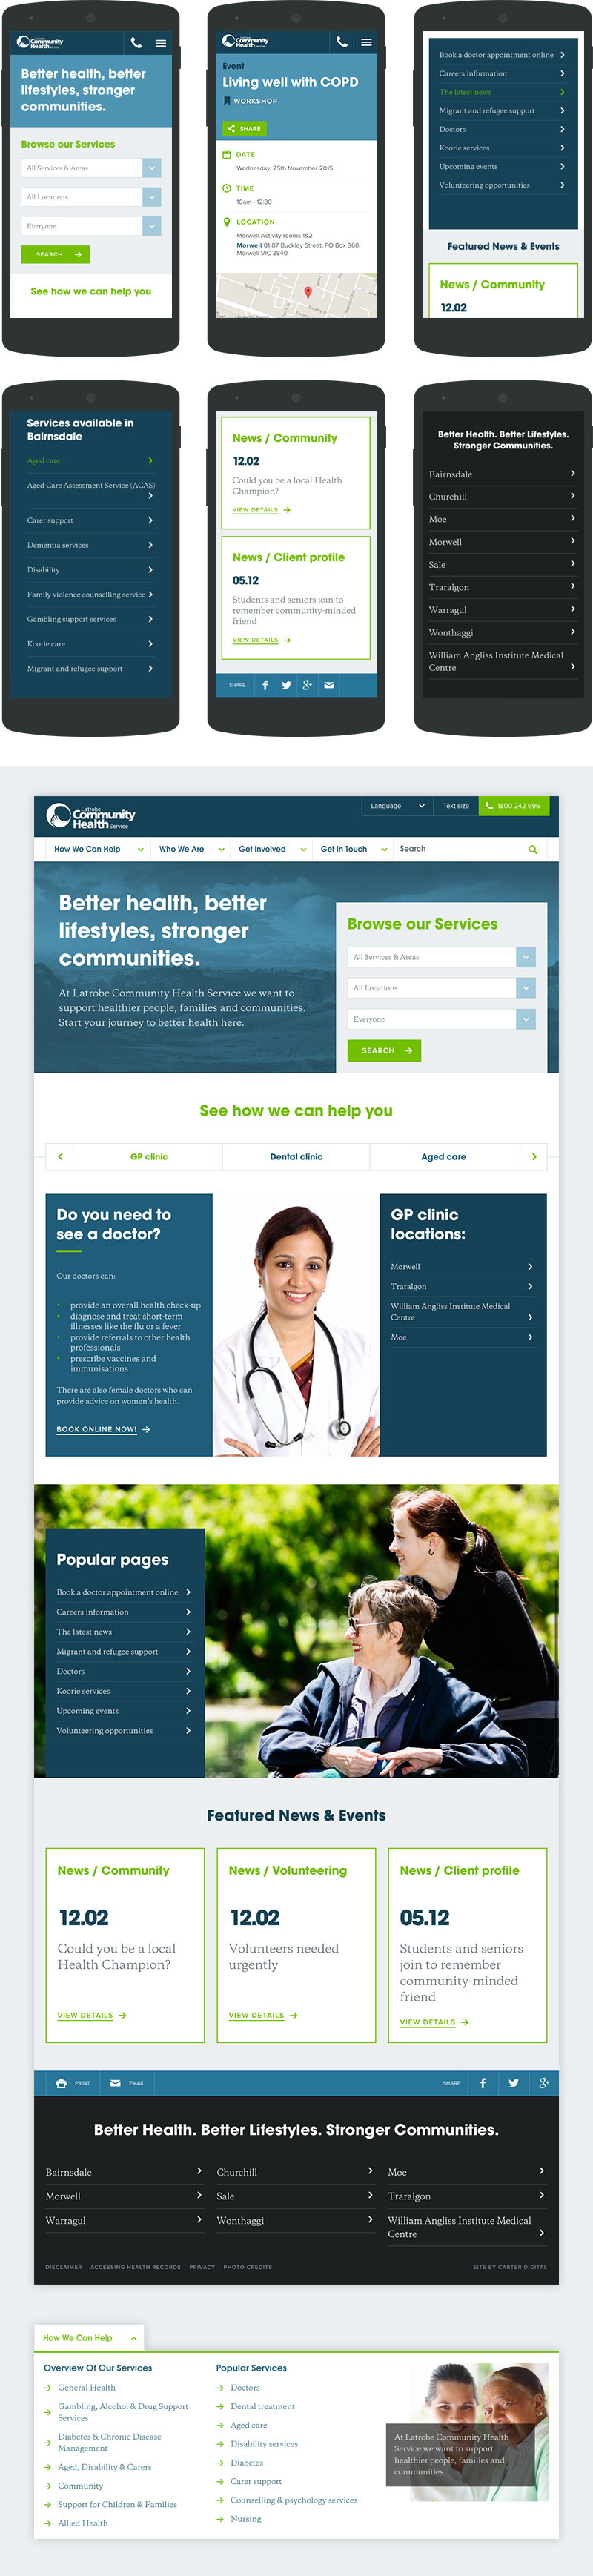 Latrobe
Community
Health Service
Better health, better
lifestyles, stronger
communities.
Browse our Services
All Services & Areas
All Locations
Everyone
SEARCH
See how we can help you
Latrobe
Community
Health Service
Event
Living well with COPD
WORKSHOP
SHARE
DATE
Wednesday, 25th November 2015
TIME
10am - 12:30
LOCATION
Morwell Activity rooms 1&2
Morwell 81-87 Buckley Street, PO Box 960,
Morwell VIC 3840
Book a doctor appointment online
Careers information
The latest news
Migrant and refugee support
Doctors
Koorie services
Upcoming events
Volunteering opportunities
Featured News & Events
News / Community
12.02
Services available in
Bairnsdale
Aged care
Aged Care Assessment Service (ACAS)
Carer support
Dementia services
Disability
Family violence counselling service
Gambling support services
Koorie care
Migrant and refugee support
News / Community
12.02
Could you be a local Health
Champion?
VIEW DETAILS
News / Client profile
05.12
Students and seniors join to
remember community-minded
friend
VIEW DETAILS
SHARE
Better Health. Better Lifestyles.
Stronger Communities.
Bairnsdale
Churchill
Moe
Morwell
Sale
Traralgon
Warragul
Wonthaggi
William Angliss Institute Medical
Centre
Latrobe
Community
Health Service
Language
Text size
1800 242 696
How We Can Help
Who We Are
Get Involved
Get In Touch
Search
Better health, better
lifestyles, stronger
communities.
At Latrobe Community Health Service we want to
support healthier people, families and communities.
Start your journey to better health here.
Browse our Services
All Services & Areas
All Locations
Everyone
SEARCH
See how we can help you
GP clinic
Dental clinic
Aged care
Do you need to
see a doctor?
Our doctors can:
• provide an overall health check-up
• diagnose and treat short-term
illnesses like the flu or a fever
• provide referrals to other health
professionals
• prescribe vaccines and
immunisations
There are also female doctors who can
provide advice on women's health.
BOOK ONLINE NOW!
GP clinic
locations:
Morwell
Traralgon
William Angliss Institute Medical
Centre
Moe
Popular pages
Book a doctor appointment online
Careers information
The latest news
Migrant and refugee support
Doctors
Koorie services
Upcoming events
Volunteering opportunities
Featured News & Events
News / Community
12.02
Could you be a local
Health Champion?
VIEW DETAILS
News / Volunteering
12.02
Volunteers needed
urgently
VIEW DETAILS
News / Client profile
05.12
Students and seniors
join to remember
community-minded
friend
VIEW DETAILS
PRINT
EMAIL
SHARE
Better Health. Better Lifestyles. Stronger Communities.
Bairnsdale
Churchill
Moe
Morwell
Sale
Traralgon
Warragul
Wonthaggi
William Angliss Institute Medical
Centre
DISCLAIMER
ACCESSING HEALTH RECORDS
PRIVACY
PHOTO CREDITS
SITE BY CARTER DIGITAL
How We Can Help
Overview Of Our Services
General Health
Gambling, Alcohol & Drug Support
Services
Diabetes & Chronic Disease
Management
Aged, Disability & Carers
Community
Support for Children & Families
Allied Health
Popular Services
Doctors
Dental treatment
Aged care
Disability services
Diabetes
Carer support
Counselling & psychology services
Nursing
At Latrobe Community Health
Service we want to support
healthier people, families and
communities.